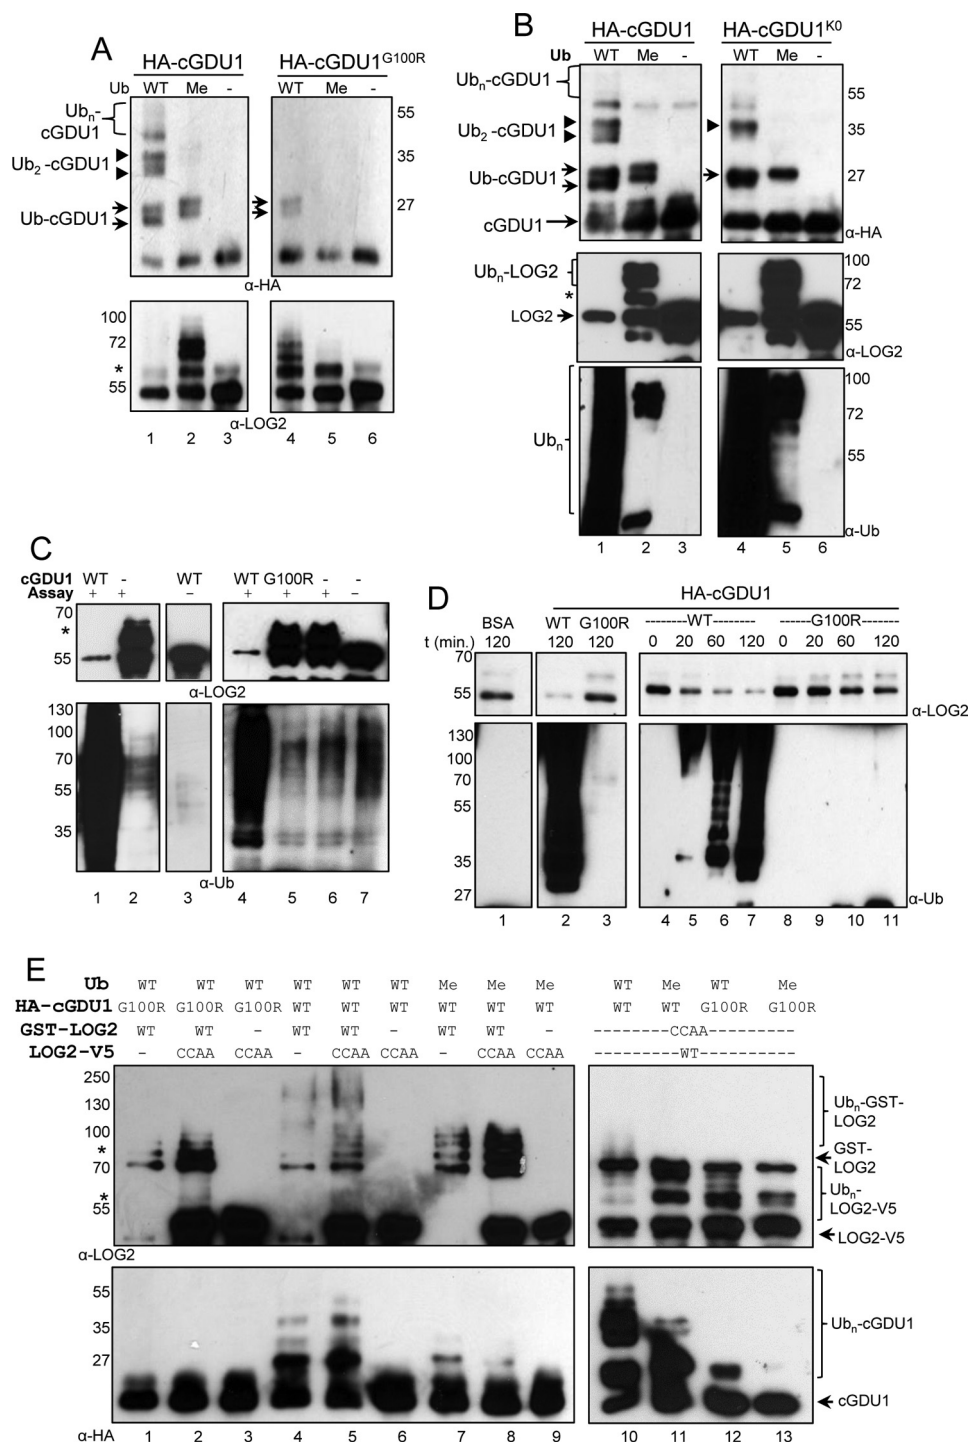 A
HA-cGDU1
HA-cGDU1G100R
Ub WT Me - WT Me -
Ubn-
cGDU1
Ub2-cGDU1
Ub-cGDU1
55
35
27
α-HA
100
72
*
55
α-LOG2
1 2 3 4 5 6
B
HA-cGDU1
HA-cGDU1K0
Ub WT Me - WT Me -
Ubn-cGDU1
Ub2-cGDU1
Ub-cGDU1
cGDU1
55
35
27
α-HA
Ubn-LOG2
*
LOG2
100
72
55
α-LOG2
Ubn
100
72
55
α-Ub
1 2 3 4 5 6
C
cGDU1 WT - WT WT G100R - -
Assay + + - + + + -
70
*
55
α-LOG2
130
100
70
55
35
α-Ub
1 2 3 4 5 6 7
D
HA-cGDU1
BSA WT G100R -------WT------- -----G100R-----
t (min.) 120 120 120 0 20 60 120 0 20 60 120
70
55
α-LOG2
130
100
70
55
35
27
α-Ub
1 2 3 4 5 6 7 8 9 10 11
E
Ub WT WT WT WT WT WT Me Me Me WT Me WT Me
HA-cGDU1 G100R G100R G100R WT WT WT WT WT WT WT WT G100R G100R
GST-LOG2 WT WT - WT WT - WT WT - --------CCAA----------
LOG2-V5 - CCAA CCAA - CCAA CCAA - CCAA CCAA ---------WT-----------
250
130
100
*
70
*
55
α-LOG2
Ubn-GST-
LOG2
GST-
LOG2
Ubn-
LOG2-V5
LOG2-V5
55
35
27
Ubn-cGDU1
cGDU1
α-HA 1 2 3 4 5 6 7 8 9 10 11 12 13